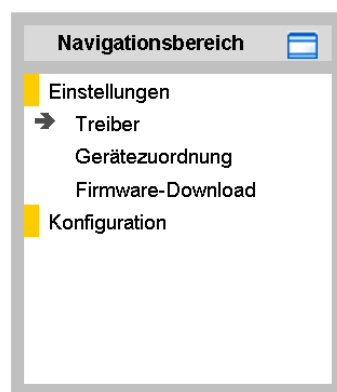 Navigationsbereich
Einstellungen
Treiber
Gerätezuordnung
Firmware-Download
Konfiguration